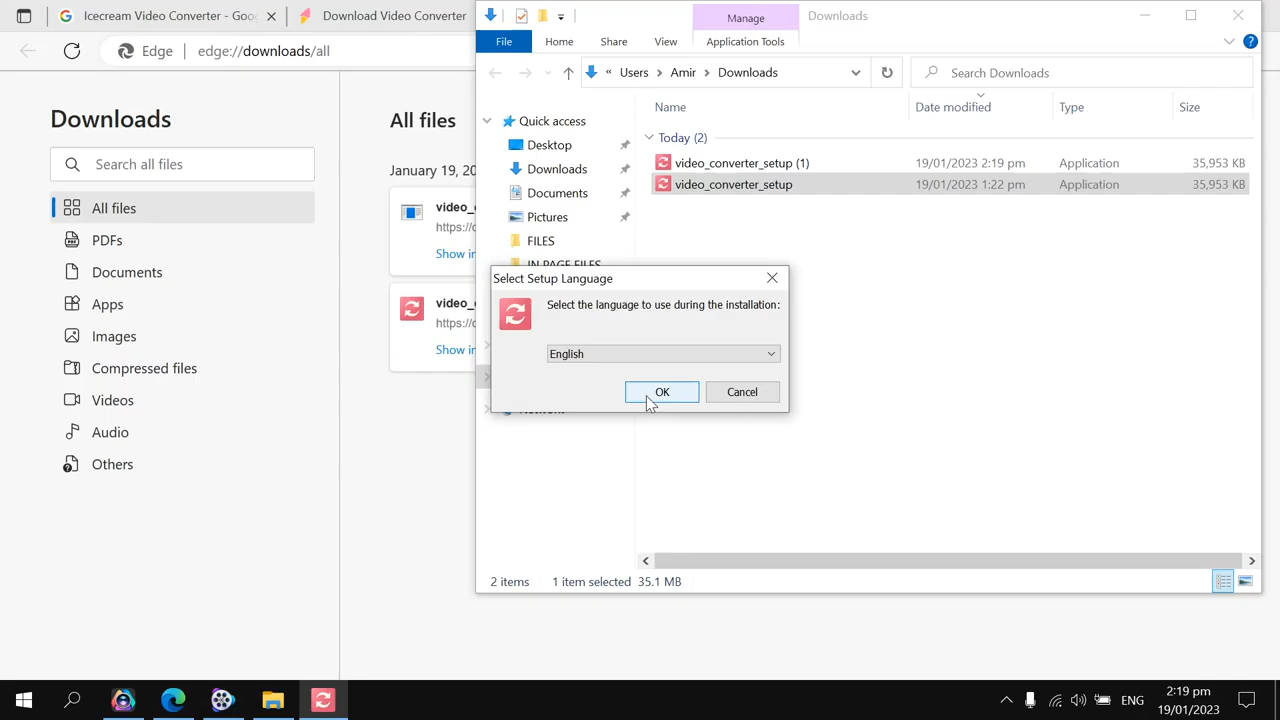 Icecream Video Converter - Goog
Download Video Converter
Manage
Downloads
File
Home
Share
View
Application Tools
Edge
edge://downloads/all
« Users > Amir > Downloads
Search Downloads
Downloads
Search all files
All files
PDFs
Documents
Apps
Images
Compressed files
Videos
Audio
Others
All files
January 19, 20
video_
https://
Show in
video_
https://
Show in
Quick access
Desktop
Downloads
Documents
Pictures
FILES
IN PAGE FILES
Network
Name
Date modified
Type
Size
Today (2)
video_converter_setup (1)
19/01/2023 2:19 pm
Application
35,953 KB
video_converter_setup
19/01/2023 1:22 pm
Application
35,953 KB
Select Setup Language
Select the language to use during the installation:
English
OK
Cancel
2 items
1 item selected 35.1 MB
ENG
2:19 pm
19/01/2023